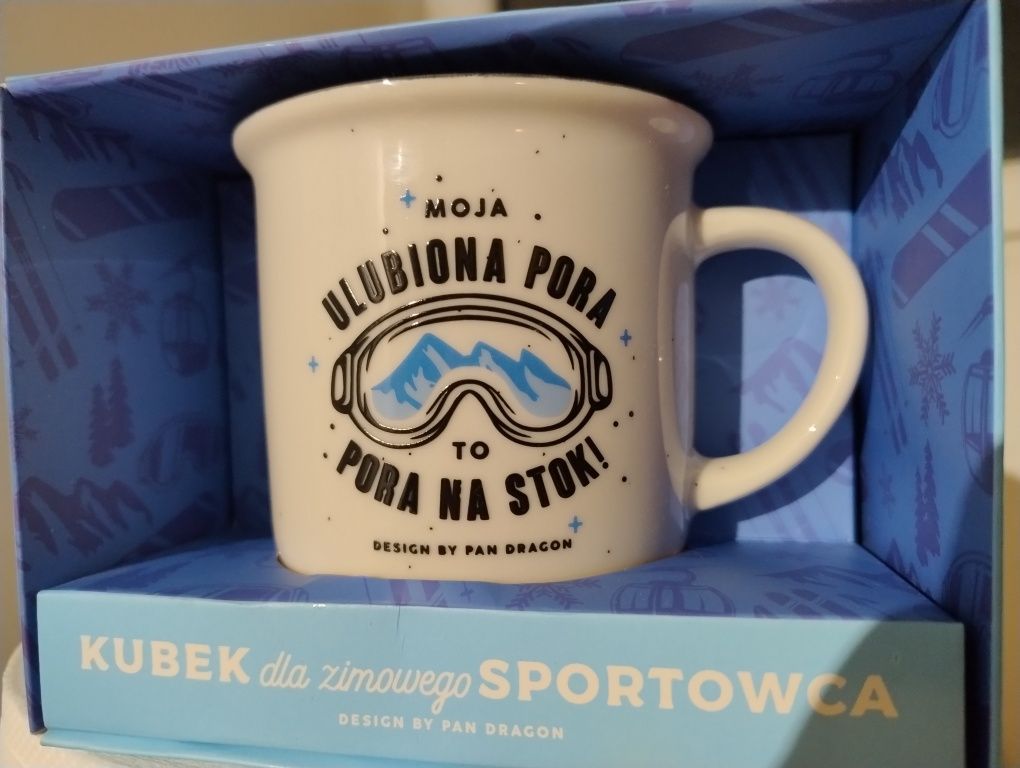 MOJA
ULUBIONA PORA
TO
PORA NA STOK!
DESIGN BY PAN DRAGON
KUBEK dla zimowego SPORTOWCA
DESIGN BY PAN DRAGON